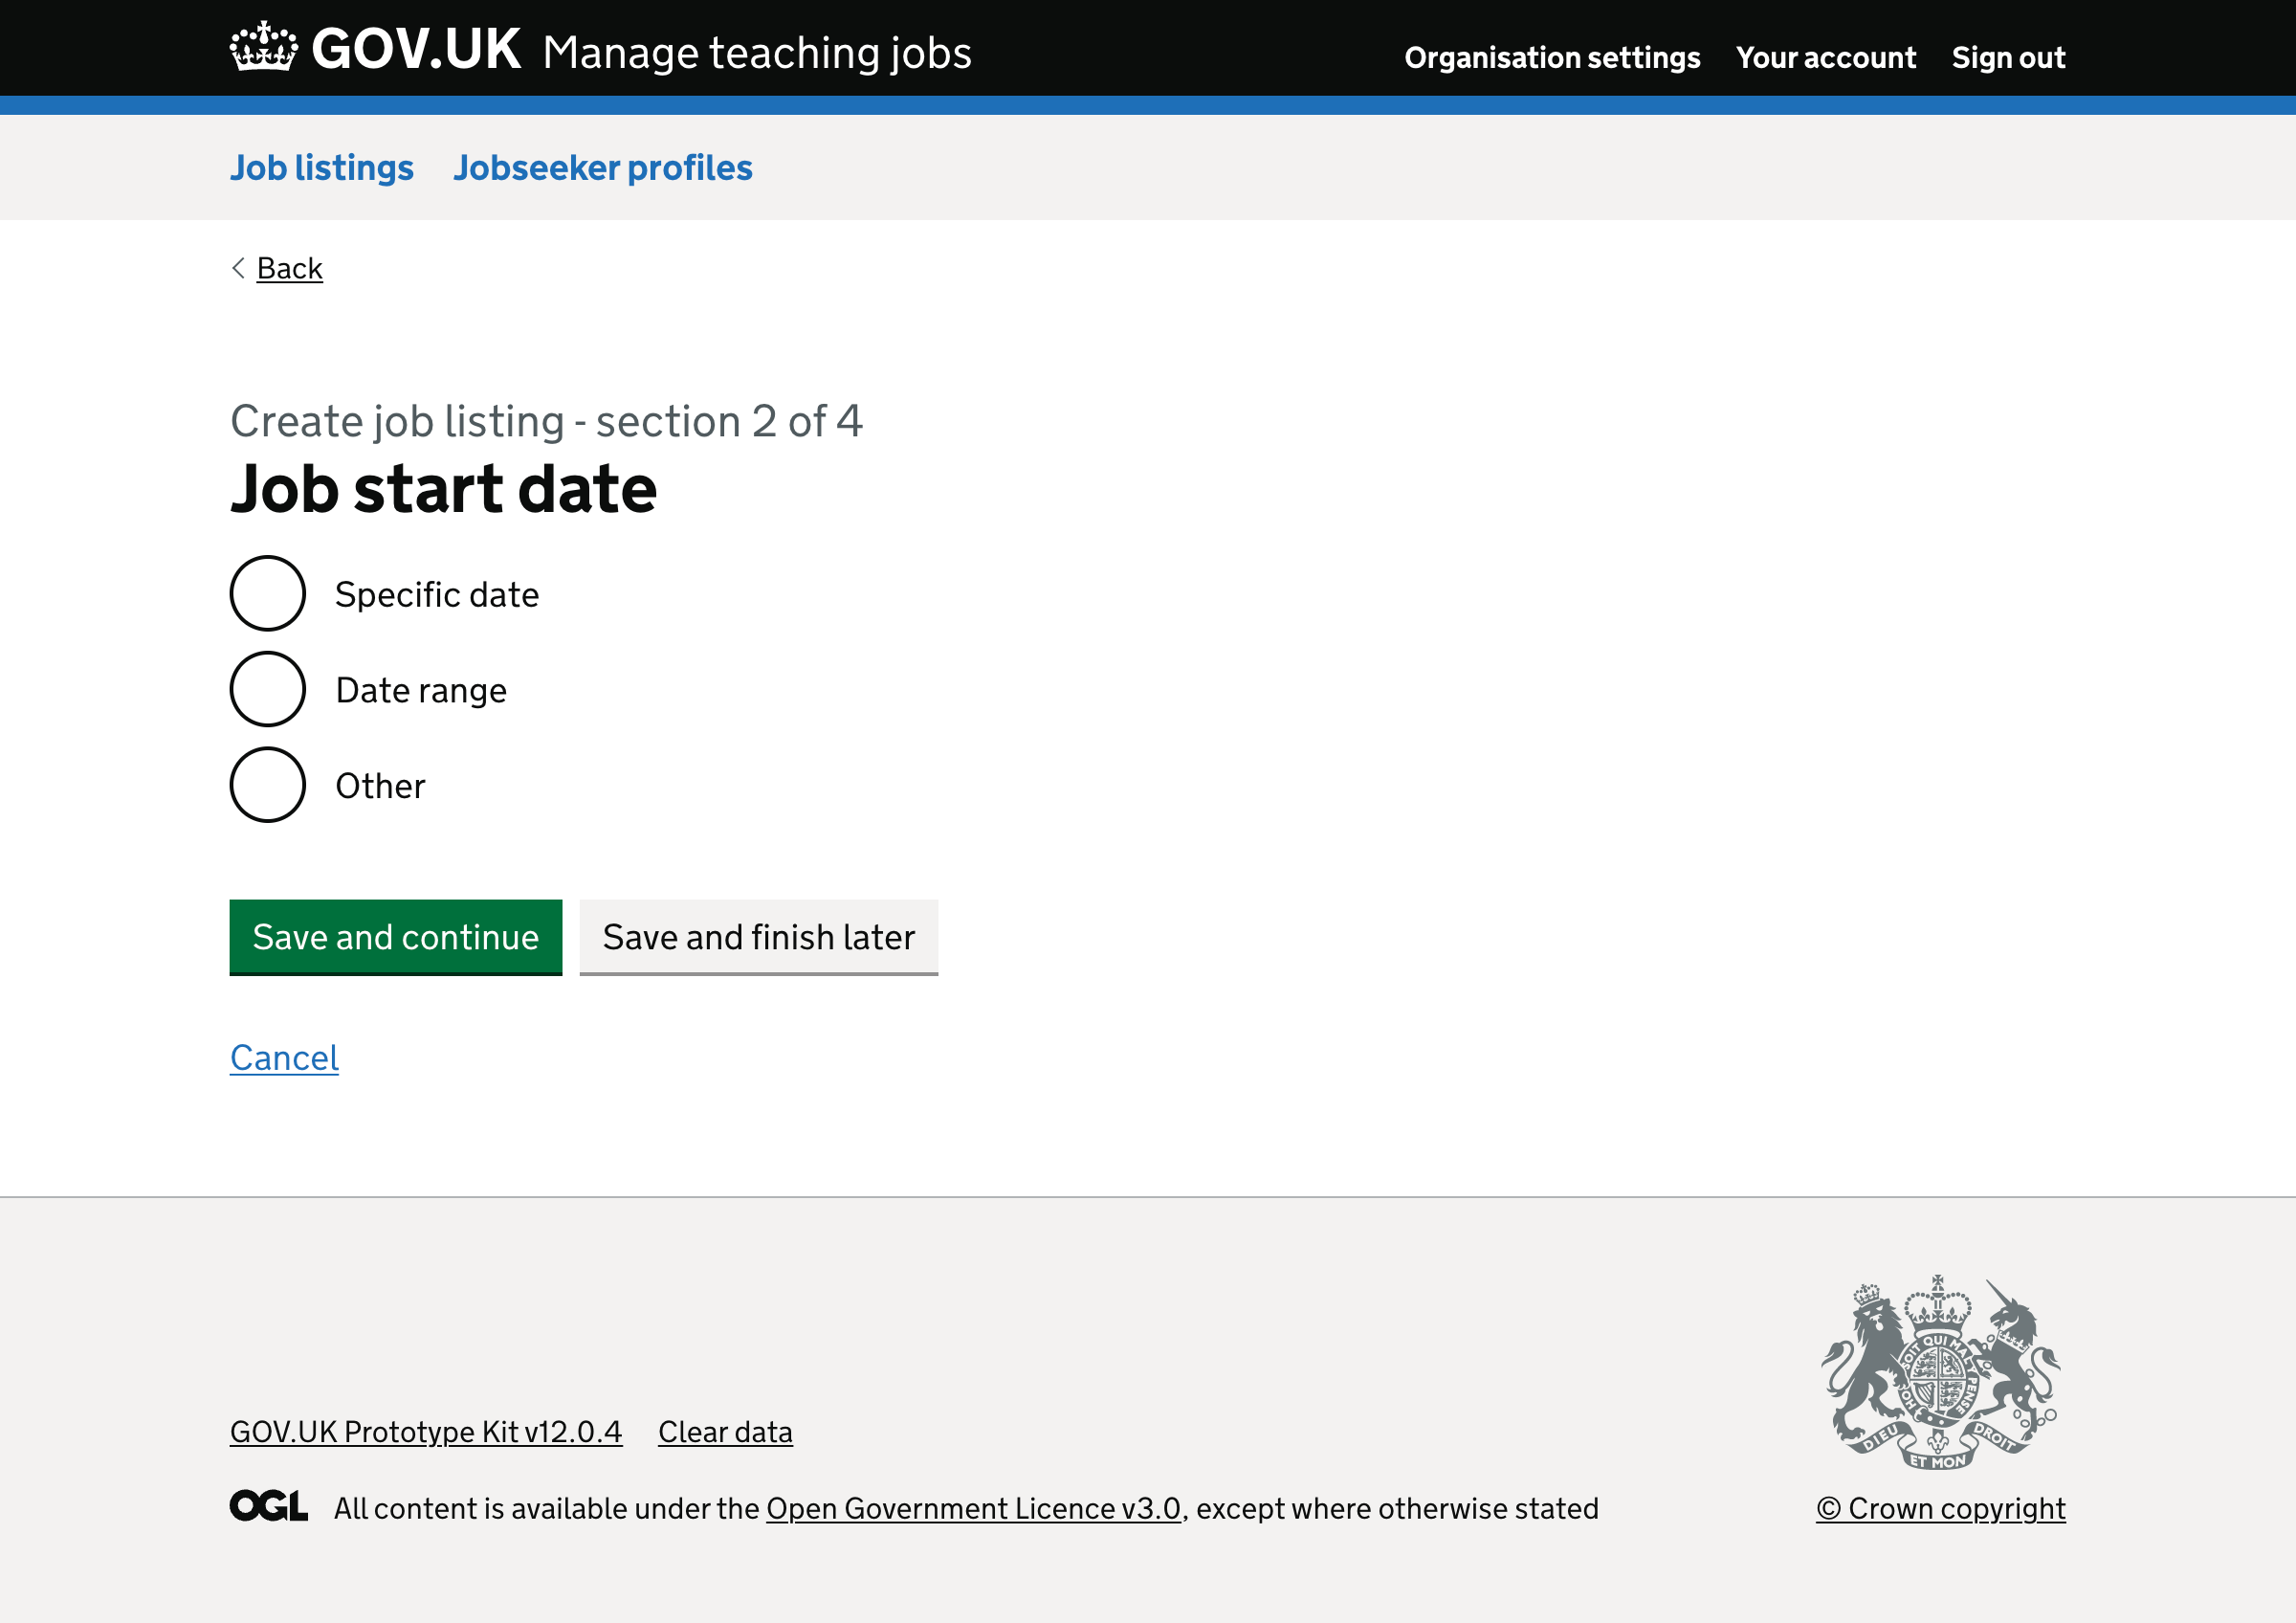 GOV.UK Manage teaching jobs
Organisation settings Your account Sign out
Job listings Jobseeker profiles
Back
Create job listing - section 2 of 4
Job start date
Specific date
Date range
Other
Save and continue Save and finish later
Cancel
GOV.UK Prototype Kit v12.0.4 Clear data
OGL All content is available under the Open Government Licence v3.0, except where otherwise stated
HONI SOIT QUI MAL Y PENSE
DIEU ET MON DROIT
© Crown copyright